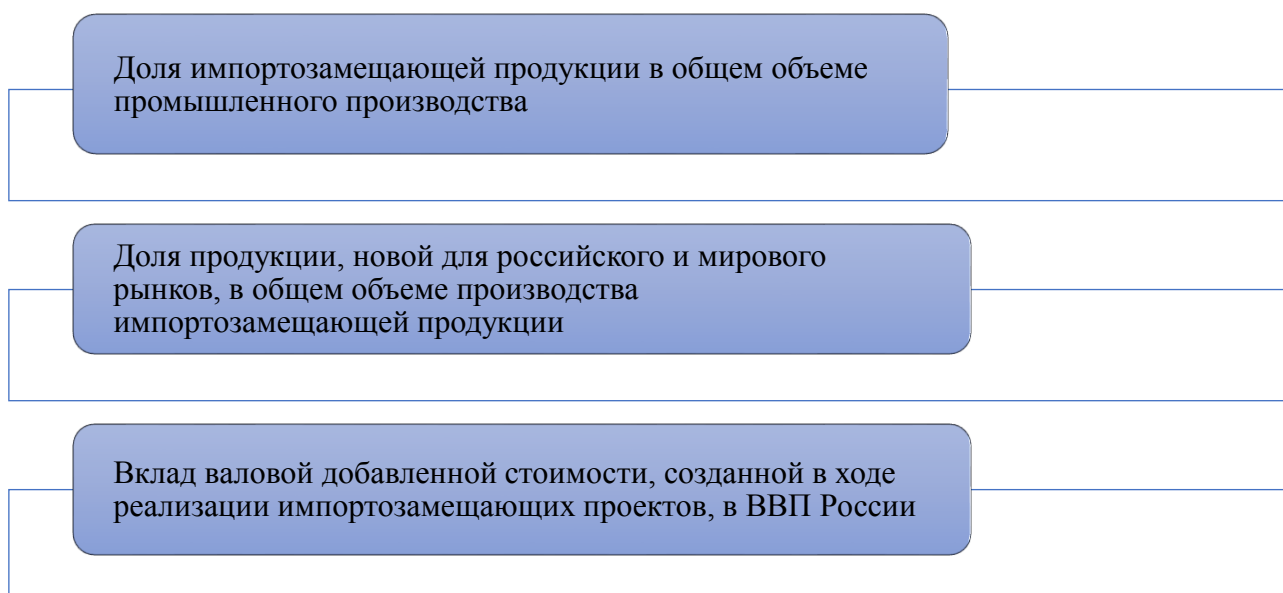 Доля импортозамещающей продукции в общем объеме
промышленного производства
Доля продукции, новой для российского и мирового
рынков, в общем объеме производства
импортозамещающей продукции
Вклад валовой добавленной стоимости, созданной в ходе
реализации импортозамещающих проектов, в ВВП России